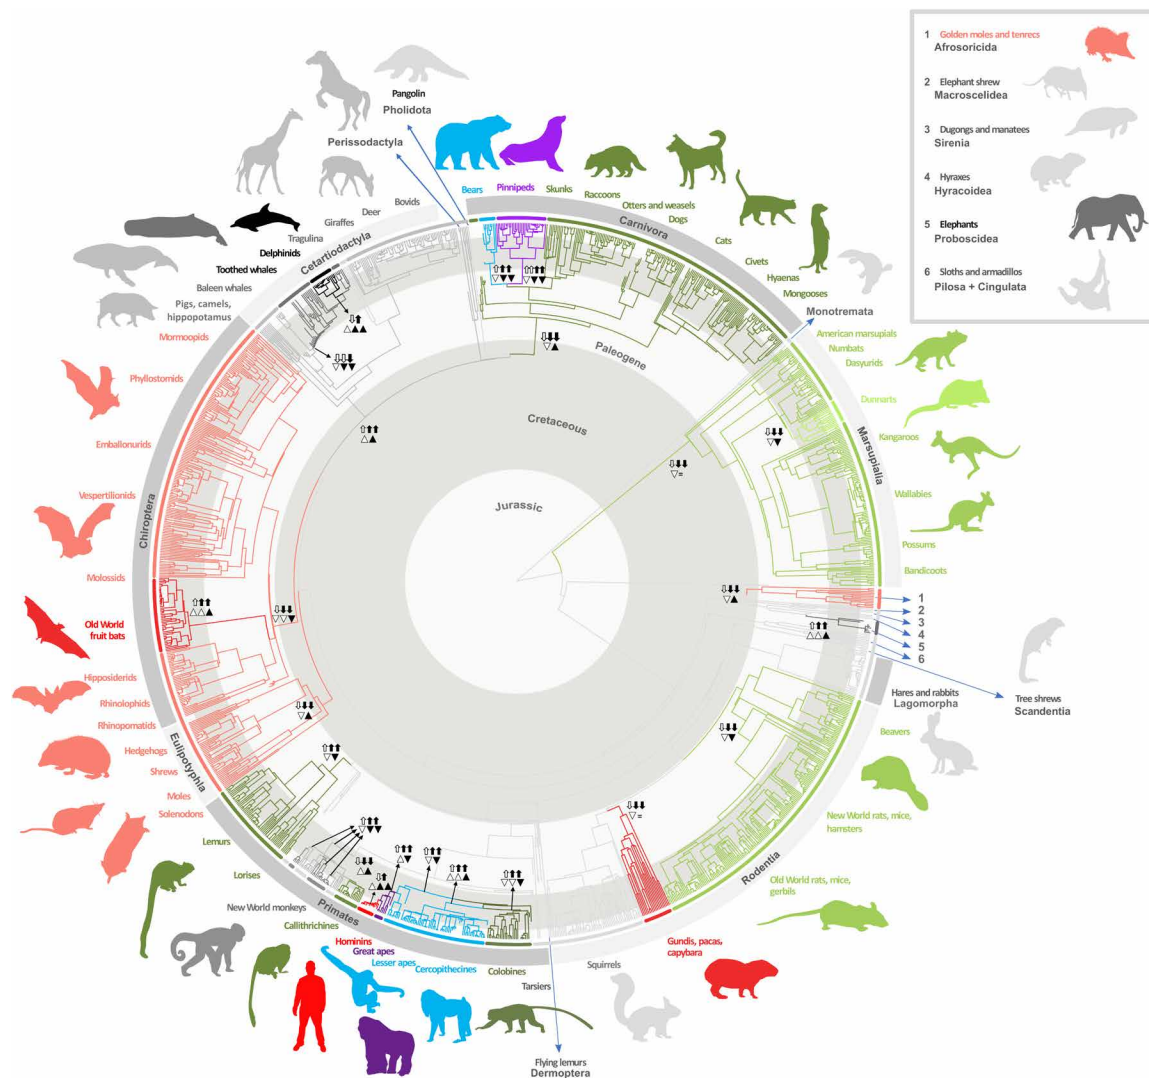 1 Golden moles and tenrecs
Afrosoricida
2 Elephant shrew
Macroscelidea
3 Dugongs and manatees
Sirenia
4 Hyraxes
Hyracoidea
5 Elephants
Proboscidea
6 Sloths and armadillos
Pilosa + Cingulata
Pangolin
Pholidota
Perissodactyla
Bears
Pinnipeds
Skunks
Raccoons
Otters and weasels
Dogs
Carnivora
Cats
Civets
Hyaenas
Mongooses
Monotremata
American marsupials
Numbats
Dasyurids
Dunnarts
Kangaroos
Marsupialia
Wallabies
Possums
Bandicoots
1
2
3
4
5
6
Tree shrews
Scandentia
Hares and rabbits
Lagomorpha
Beavers
New World rats, mice,
hamsters
Rodentia
Old World rats, mice,
gerbils
Gundis, pacas,
capybara
Squirrels
Flying lemurs
Dermoptera
Tarsiers
Colobines
Cercopithecines
Lesser apes
Great apes
Hominins
Primates
Callithrichines
New World monkeys
Lorises
Lemurs
Solenodons
Moles
Shrews
Hedgehogs
Eulipotyphla
Rhinopomatids
Rhinolophids
Hipposiderids
Old World
fruit bats
Molossids
Chiroptera
Vespertilionids
Emballonurids
Phyllostomids
Mormoopids
Pigs, camels,
hippopotamus
Baleen whales
Toothed whales
Delphinids
Cetartiodactyla
Tragulina
Giraffes
Deer
Bovids
Paleogene
Cretaceous
Jurassic
=
=